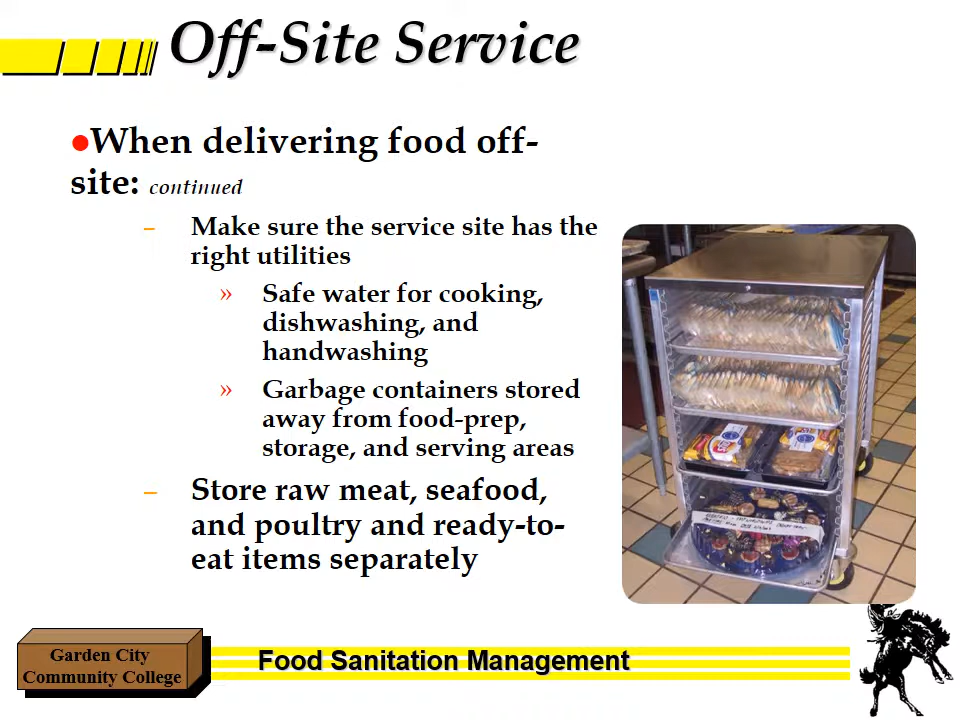 Off-Site Service
●When delivering food off-
site: continued
– Make sure the service site has the
right utilities
» Safe water for cooking,
dishwashing, and
handwashing
» Garbage containers stored
away from food-prep,
storage, and serving areas
– Store raw meat, seafood,
and poultry and ready-to-
eat items separately
Garden City
Community College
Food Sanitation Management